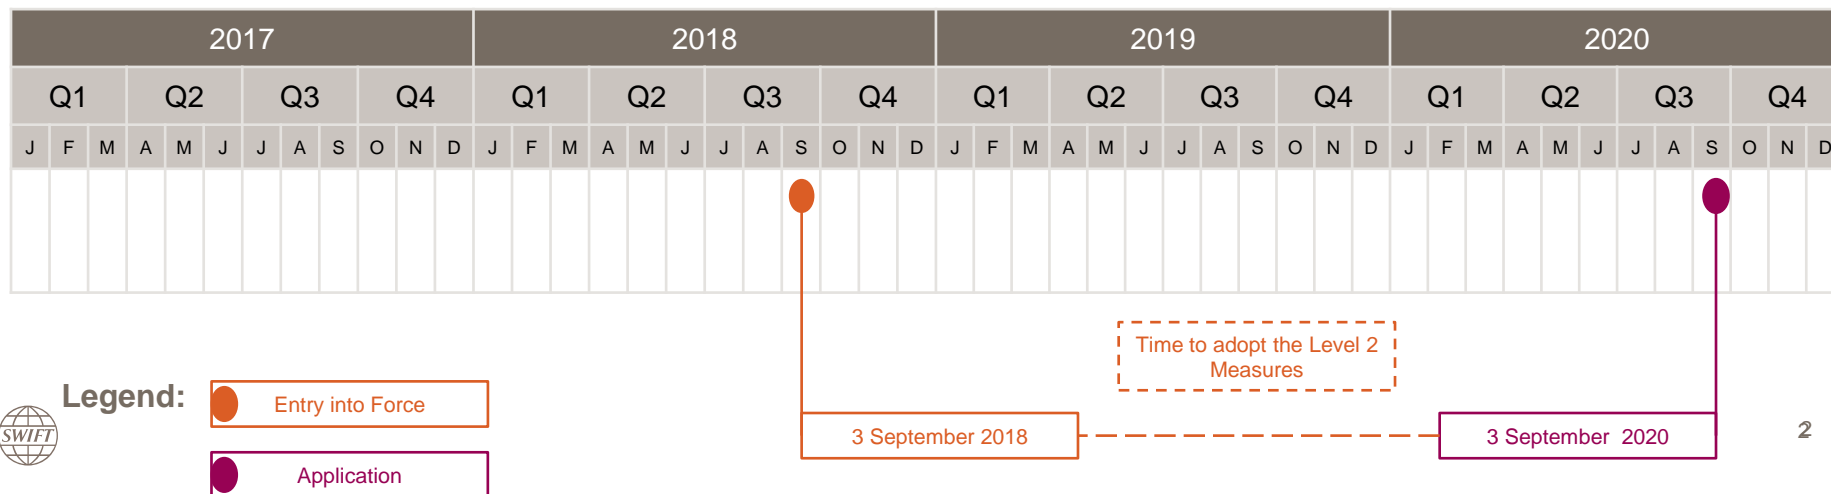 2017 2018 2019 2020
Q1 Q2 Q3 Q4 Q1 Q2 Q3 Q4 Q1 Q2 Q3 Q4 Q1 Q2 Q3 Q4
J F M A M J J A S O N D J F M A M J J A S O N D J F M A M J J A S O N D J F M A M J J A S O N D
Time to adopt the Level 2
Measures
Legend:
Entry into Force
SWIFT
3 September 2018
3 September 2020
2
Application